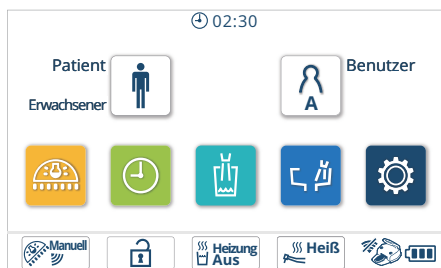 02:30
Patient
Erwachsener
A
Benutzer
Manuell
Heizung
Aus
Heiß